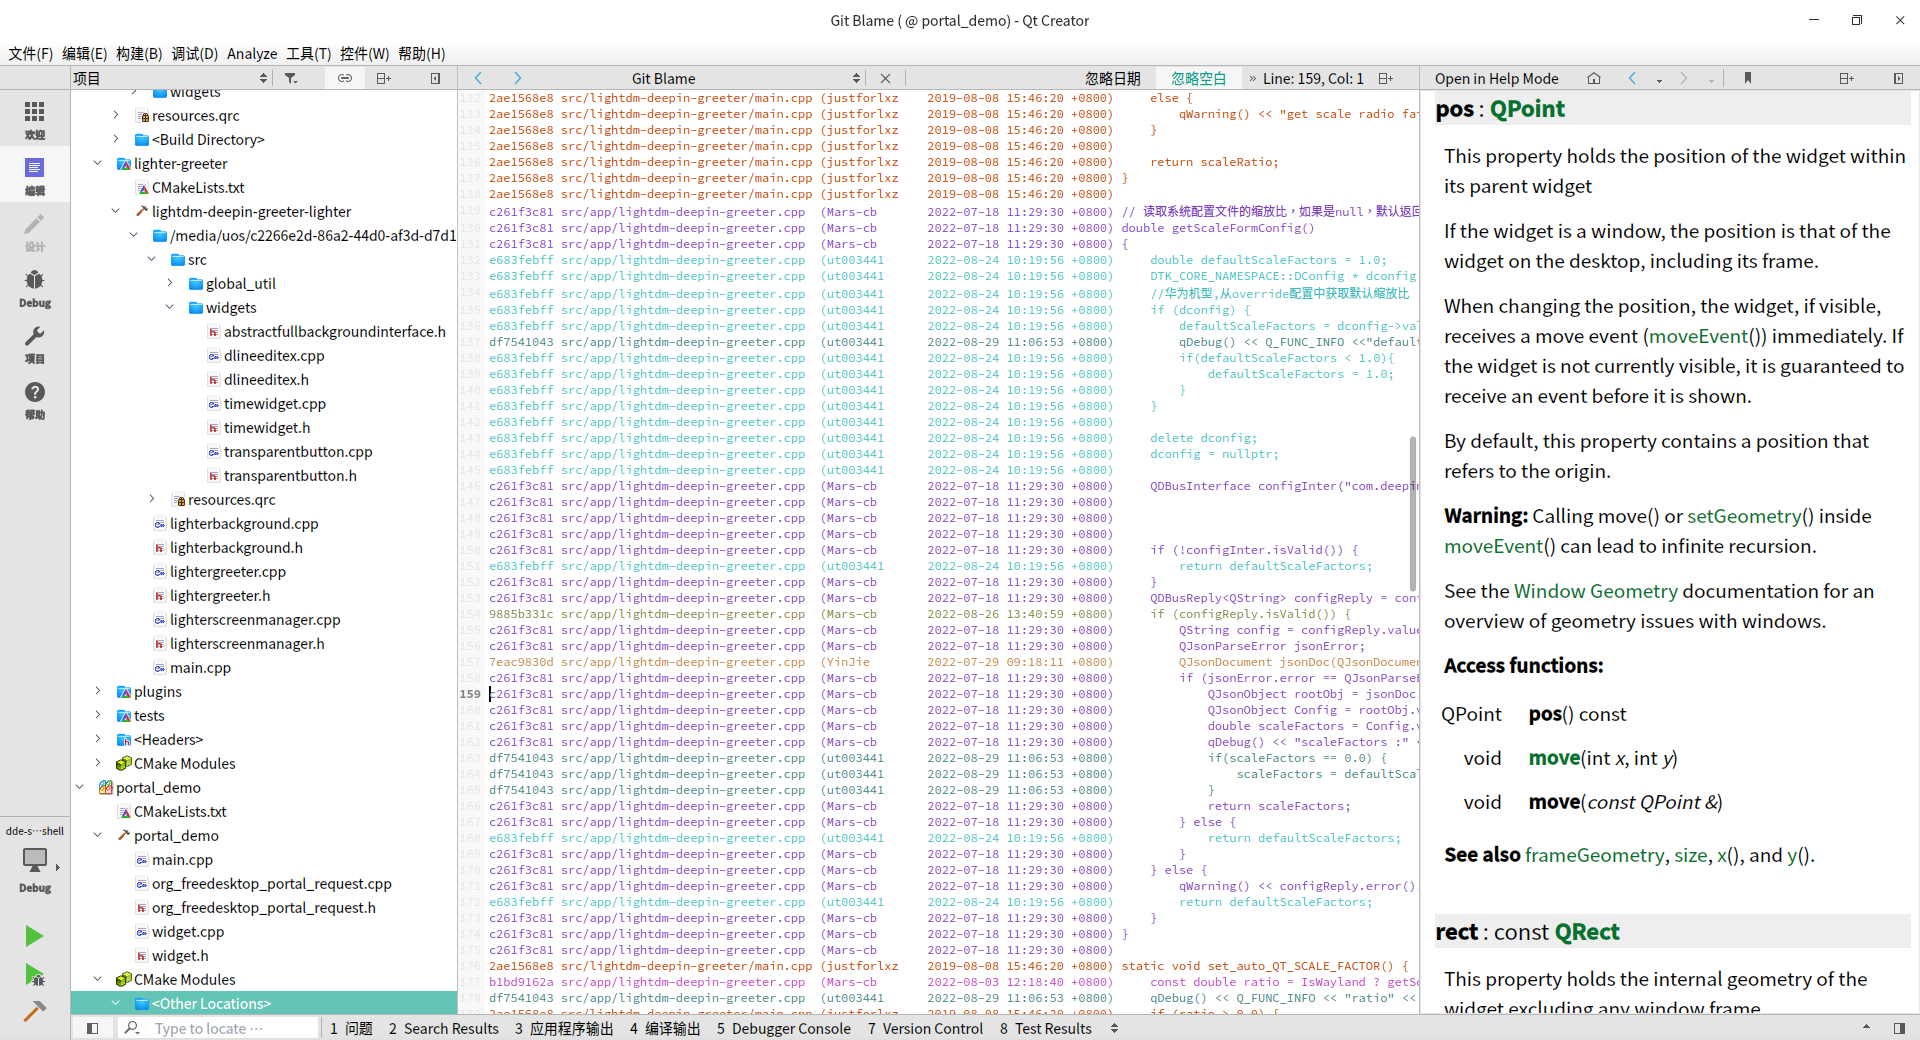 Git Blame ( @ portal_demo) - Qt Creator
文件(F) 编辑(E) 构建(B) 调试(D) Analyze 工具(T) 控件(W) 帮助(H)
项目
Git Blame
忽略日期 忽略空白 » Line: 159, Col: 1
Open in Help Mode
欢迎
编辑
设计
Debug
项目
帮助
dde-s···shell
Debug
widgets
resources.qrc
<Build Directory>
lighter-greeter
CMakeLists.txt
lightdm-deepin-greeter-lighter
/media/uos/c2266e2d-86a2-44d0-af3d-d7d1
src
global_util
widgets
abstractfullbackgroundinterface.h
dlineeditex.cpp
dlineeditex.h
timewidget.cpp
timewidget.h
transparentbutton.cpp
transparentbutton.h
resources.qrc
lighterbackground.cpp
lighterbackground.h
lightergreeter.cpp
lightergreeter.h
lighterscreenmanager.cpp
lighterscreenmanager.h
main.cpp
plugins
tests
<Headers>
CMake Modules
portal_demo
CMakeLists.txt
portal_demo
main.cpp
org_freedesktop_portal_request.cpp
org_freedesktop_portal_request.h
widget.cpp
widget.h
CMake Modules
<Other Locations>
122 2ae1568e8 src/lightdm-deepin-greeter/main.cpp (justforlxz 2019-08-08 15:46:20 +0800) else {
123 2ae1568e8 src/lightdm-deepin-greeter/main.cpp (justforlxz 2019-08-08 15:46:20 +0800) qWarning() << "get scale radio fa
124 2ae1568e8 src/lightdm-deepin-greeter/main.cpp (justforlxz 2019-08-08 15:46:20 +0800) }
125 2ae1568e8 src/lightdm-deepin-greeter/main.cpp (justforlxz 2019-08-08 15:46:20 +0800)
126 2ae1568e8 src/lightdm-deepin-greeter/main.cpp (justforlxz 2019-08-08 15:46:20 +0800) return scaleRatio;
127 2ae1568e8 src/lightdm-deepin-greeter/main.cpp (justforlxz 2019-08-08 15:46:20 +0800) }
128 2ae1568e8 src/lightdm-deepin-greeter/main.cpp (justforlxz 2019-08-08 15:46:20 +0800)
129 c261f3c81 src/app/lightdm-deepin-greeter.cpp (Mars-cb 2022-07-18 11:29:30 +0800) // 读取系统配置文件的缩放比，如果是null，默认返回
130 c261f3c81 src/app/lightdm-deepin-greeter.cpp (Mars-cb 2022-07-18 11:29:30 +0800) double getScaleFormConfig()
131 c261f3c81 src/app/lightdm-deepin-greeter.cpp (Mars-cb 2022-07-18 11:29:30 +0800) {
132 e683febff src/app/lightdm-deepin-greeter.cpp (ut003441 2022-08-24 10:19:56 +0800) double defaultScaleFactors = 1.0;
133 e683febff src/app/lightdm-deepin-greeter.cpp (ut003441 2022-08-24 10:19:56 +0800) DTK_CORE_NAMESPACE::DConfig * dconfig
134 e683febff src/app/lightdm-deepin-greeter.cpp (ut003441 2022-08-24 10:19:56 +0800) //华为机型,从override配置中获取默认缩放比
135 e683febff src/app/lightdm-deepin-greeter.cpp (ut003441 2022-08-24 10:19:56 +0800) if (dconfig) {
136 e683febff src/app/lightdm-deepin-greeter.cpp (ut003441 2022-08-24 10:19:56 +0800) defaultScaleFactors = dconfig->val
137 df7541043 src/app/lightdm-deepin-greeter.cpp (ut003441 2022-08-29 11:06:53 +0800) qDebug() << Q_FUNC_INFO <<"default
138 e683febff src/app/lightdm-deepin-greeter.cpp (ut003441 2022-08-24 10:19:56 +0800) if(defaultScaleFactors < 1.0){
139 e683febff src/app/lightdm-deepin-greeter.cpp (ut003441 2022-08-24 10:19:56 +0800) defaultScaleFactors = 1.0;
140 e683febff src/app/lightdm-deepin-greeter.cpp (ut003441 2022-08-24 10:19:56 +0800) }
141 e683febff src/app/lightdm-deepin-greeter.cpp (ut003441 2022-08-24 10:19:56 +0800) }
142 e683febff src/app/lightdm-deepin-greeter.cpp (ut003441 2022-08-24 10:19:56 +0800)
143 e683febff src/app/lightdm-deepin-greeter.cpp (ut003441 2022-08-24 10:19:56 +0800) delete dconfig;
144 e683febff src/app/lightdm-deepin-greeter.cpp (ut003441 2022-08-24 10:19:56 +0800) dconfig = nullptr;
145 e683febff src/app/lightdm-deepin-greeter.cpp (ut003441 2022-08-24 10:19:56 +0800)
146 c261f3c81 src/app/lightdm-deepin-greeter.cpp (Mars-cb 2022-07-18 11:29:30 +0800) QDBusInterface configInter("com.deepin
147 c261f3c81 src/app/lightdm-deepin-greeter.cpp (Mars-cb 2022-07-18 11:29:30 +0800)
148 c261f3c81 src/app/lightdm-deepin-greeter.cpp (Mars-cb 2022-07-18 11:29:30 +0800)
149 c261f3c81 src/app/lightdm-deepin-greeter.cpp (Mars-cb 2022-07-18 11:29:30 +0800)
150 c261f3c81 src/app/lightdm-deepin-greeter.cpp (Mars-cb 2022-07-18 11:29:30 +0800) if (!configInter.isValid()) {
151 e683febff src/app/lightdm-deepin-greeter.cpp (ut003441 2022-08-24 10:19:56 +0800) return defaultScaleFactors;
152 c261f3c81 src/app/lightdm-deepin-greeter.cpp (Mars-cb 2022-07-18 11:29:30 +0800) }
153 c261f3c81 src/app/lightdm-deepin-greeter.cpp (Mars-cb 2022-07-18 11:29:30 +0800) QDBusReply<QString> configReply = con
154 9885b331c src/app/lightdm-deepin-greeter.cpp (Mars-cb 2022-08-26 13:40:59 +0800) if (configReply.isValid()) {
155 c261f3c81 src/app/lightdm-deepin-greeter.cpp (Mars-cb 2022-07-18 11:29:30 +0800) QString config = configReply.value
156 c261f3c81 src/app/lightdm-deepin-greeter.cpp (Mars-cb 2022-07-18 11:29:30 +0800) QJsonParseError jsonError;
157 7eac9830d src/app/lightdm-deepin-greeter.cpp (YinJie 2022-07-29 09:18:11 +0800) QJsonDocument jsonDoc(QJsonDocumen
158 c261f3c81 src/app/lightdm-deepin-greeter.cpp (Mars-cb 2022-07-18 11:29:30 +0800) if (jsonError.error == QJsonParseE
159 c261f3c81 src/app/lightdm-deepin-greeter.cpp (Mars-cb 2022-07-18 11:29:30 +0800) QJsonObject rootObj = jsonDoc
160 c261f3c81 src/app/lightdm-deepin-greeter.cpp (Mars-cb 2022-07-18 11:29:30 +0800) QJsonObject Config = rootObj.v
161 c261f3c81 src/app/lightdm-deepin-greeter.cpp (Mars-cb 2022-07-18 11:29:30 +0800) double scaleFactors = Config.v
162 c261f3c81 src/app/lightdm-deepin-greeter.cpp (Mars-cb 2022-07-18 11:29:30 +0800) qDebug() << "scaleFactors :" <
163 df7541043 src/app/lightdm-deepin-greeter.cpp (ut003441 2022-08-29 11:06:53 +0800) if(scaleFactors == 0.0) {
164 df7541043 src/app/lightdm-deepin-greeter.cpp (ut003441 2022-08-29 11:06:53 +0800) scaleFactors = defaultScal
165 df7541043 src/app/lightdm-deepin-greeter.cpp (ut003441 2022-08-29 11:06:53 +0800) }
166 c261f3c81 src/app/lightdm-deepin-greeter.cpp (Mars-cb 2022-07-18 11:29:30 +0800) return scaleFactors;
167 c261f3c81 src/app/lightdm-deepin-greeter.cpp (Mars-cb 2022-07-18 11:29:30 +0800) } else {
168 e683febff src/app/lightdm-deepin-greeter.cpp (ut003441 2022-08-24 10:19:56 +0800) return defaultScaleFactors;
169 c261f3c81 src/app/lightdm-deepin-greeter.cpp (Mars-cb 2022-07-18 11:29:30 +0800) }
170 c261f3c81 src/app/lightdm-deepin-greeter.cpp (Mars-cb 2022-07-18 11:29:30 +0800) } else {
171 c261f3c81 src/app/lightdm-deepin-greeter.cpp (Mars-cb 2022-07-18 11:29:30 +0800) qWarning() << configReply.error().
172 e683febff src/app/lightdm-deepin-greeter.cpp (ut003441 2022-08-24 10:19:56 +0800) return defaultScaleFactors;
173 c261f3c81 src/app/lightdm-deepin-greeter.cpp (Mars-cb 2022-07-18 11:29:30 +0800) }
174 c261f3c81 src/app/lightdm-deepin-greeter.cpp (Mars-cb 2022-07-18 11:29:30 +0800) }
175 c261f3c81 src/app/lightdm-deepin-greeter.cpp (Mars-cb 2022-07-18 11:29:30 +0800)
176 2ae1568e8 src/lightdm-deepin-greeter/main.cpp (justforlxz 2019-08-08 15:46:20 +0800) static void set_auto_QT_SCALE_FACTOR() {
177 b1bd9162a src/app/lightdm-deepin-greeter.cpp (Mars-cb 2022-08-03 12:18:40 +0800) const double ratio = IsWayland ? getSc
178 df7541043 src/app/lightdm-deepin-greeter.cpp (ut003441 2022-08-29 11:06:53 +0800) qDebug() << Q_FUNC_INFO << "ratio" <<
if (ratio > 0.0) {
pos : QPoint
This property holds the position of the widget within
its parent widget
If the widget is a window, the position is that of the
widget on the desktop, including its frame.
When changing the position, the widget, if visible,
receives a move event (moveEvent()) immediately. If
the widget is not currently visible, it is guaranteed to
receive an event before it is shown.
By default, this property contains a position that
refers to the origin.
Warning: Calling move() or setGeometry() inside
moveEvent() can lead to infinite recursion.
See the Window Geometry documentation for an
overview of geometry issues with windows.
Access functions:
QPoint pos() const
void move(int x, int y)
void move(const QPoint &)
See also frameGeometry, size, x(), and y().
rect : const QRect
This property holds the internal geometry of the
widget excluding any window frame
Type to locate ···
1 问题 2 Search Results 3 应用程序输出 4 编译输出 5 Debugger Console 7 Version Control 8 Test Results